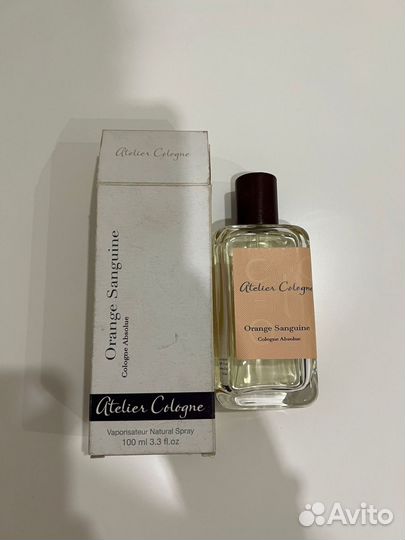 Atelier Cologne
Orange Sanguine
Cologne Absolue
Atelier Cologne
Vaporisateur Natural Spray
100 ml 3.3 fl.oz
Atelier Cologne
Orange Sanguine
Cologne Absolue
Avito